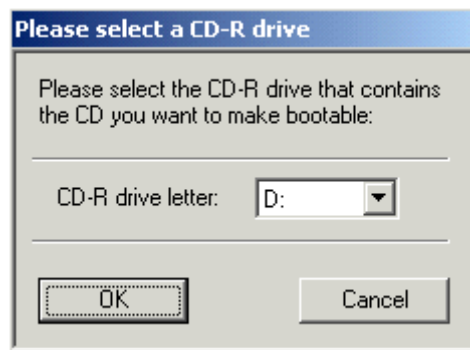 Please select a CD-R drive
Please select the CD-R drive that contains
the CD you want to make bootable:
CD-R drive letter: D:
OK Cancel